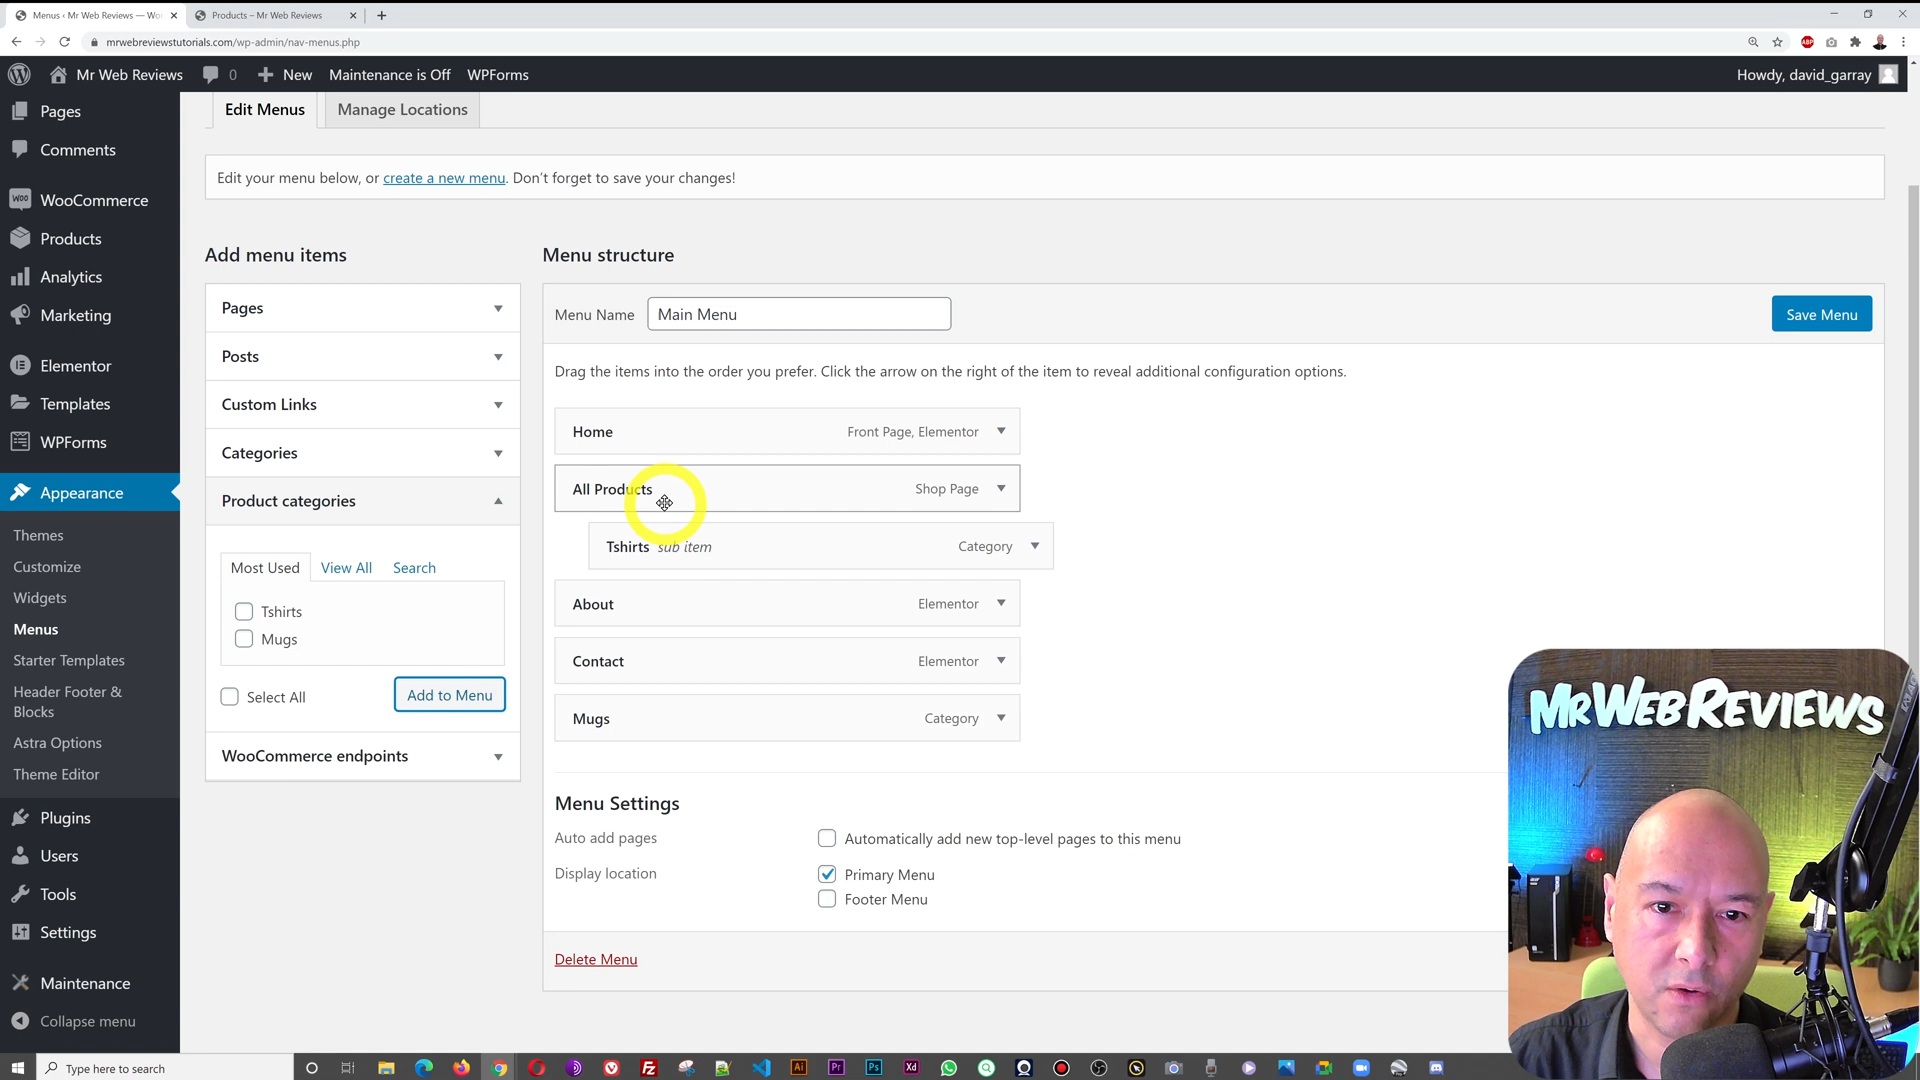 Menus ‹ Mr Web Reviews — Wo
Products – Mr Web Reviews
mrwebreviewstutorials.com/wp-admin/nav-menus.php
ABP
Mr Web Reviews
0
New
Maintenance is Off
WPForms
Howdy, david_garray
Pages
Comments
WOO
WooCommerce
Products
Analytics
Marketing
Elementor
Templates
WPForms
Appearance
Themes
Customize
Widgets
Menus
Starter Templates
Header Footer &
Blocks
Astra Options
Theme Editor
Plugins
Users
Tools
Settings
Maintenance
Collapse menu
Edit Menus
Manage Locations
Edit your menu below, or create a new menu. Don’t forget to save your changes!
Add menu items
Pages
Posts
Custom Links
Categories
Product categories
Most Used
View All
Search
Tshirts
Mugs
Select All
Add to Menu
WooCommerce endpoints
Menu structure
Menu Name
Main Menu
Save Menu
Drag the items into the order you prefer. Click the arrow on the right of the item to reveal additional configuration options.
Home
Front Page, Elementor
All Products
Shop Page
Tshirts sub item
Category
About
Elementor
Contact
Elementor
Mugs
Category
Menu Settings
Auto add pages
Automatically add new top-level pages to this menu
Display location
Primary Menu
Footer Menu
Delete Menu
MRWEBREVIEWS
Type here to search
Fz
Ai
Pr
Ps
Xd